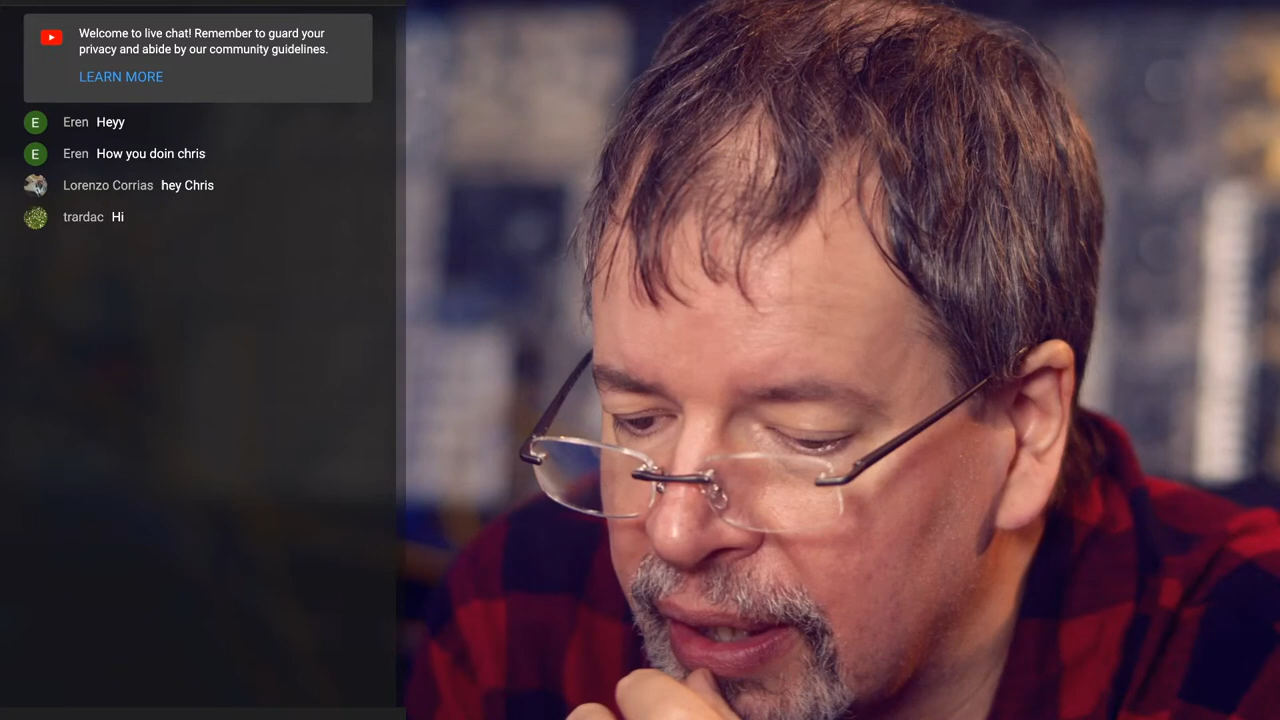 Welcome to live chat! Remember to guard your
privacy and abide by our community guidelines.
LEARN MORE
E Eren Heyy
E Eren How you doin chris
Lorenzo Corrias hey Chris
trardac Hi